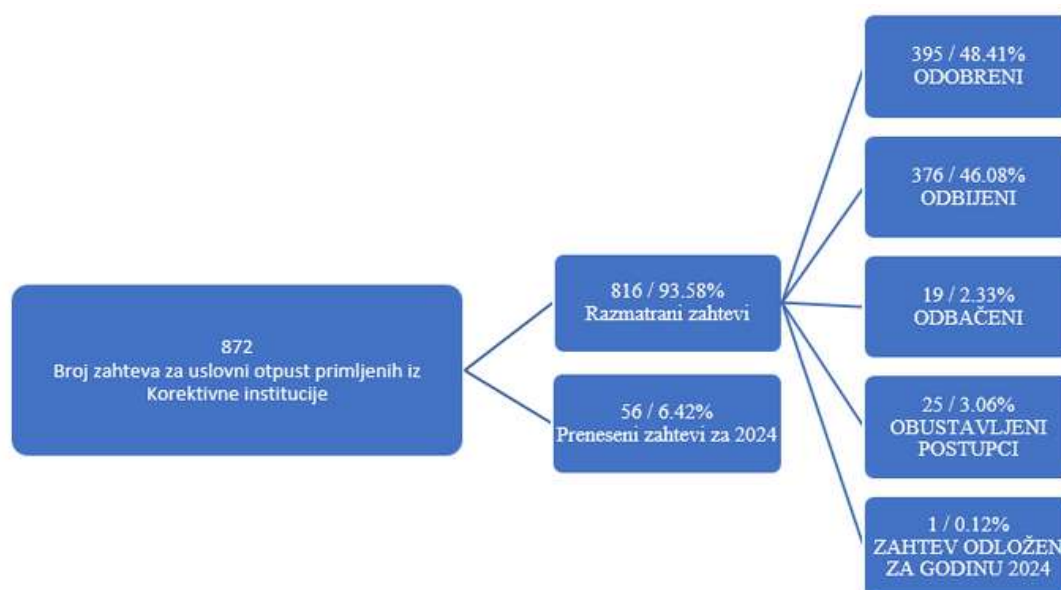 872
Broj zahteva za uslovni otpust primljenih iz
Korektivne institucije
816 / 93.58%
Razmatrani zahtevi
56 / 6.42%
Preneseni zahtevi za 2024
395 / 48.41%
ODOBRENI
376 / 46.08%
ODBIJENI
19 / 2.33%
ODBAČENI
25 / 3.06%
OBUSTAVLJENI
POSTUPCI
1 / 0.12%
ZAHTEV ODLOŽEN
ZA GODINU 2024